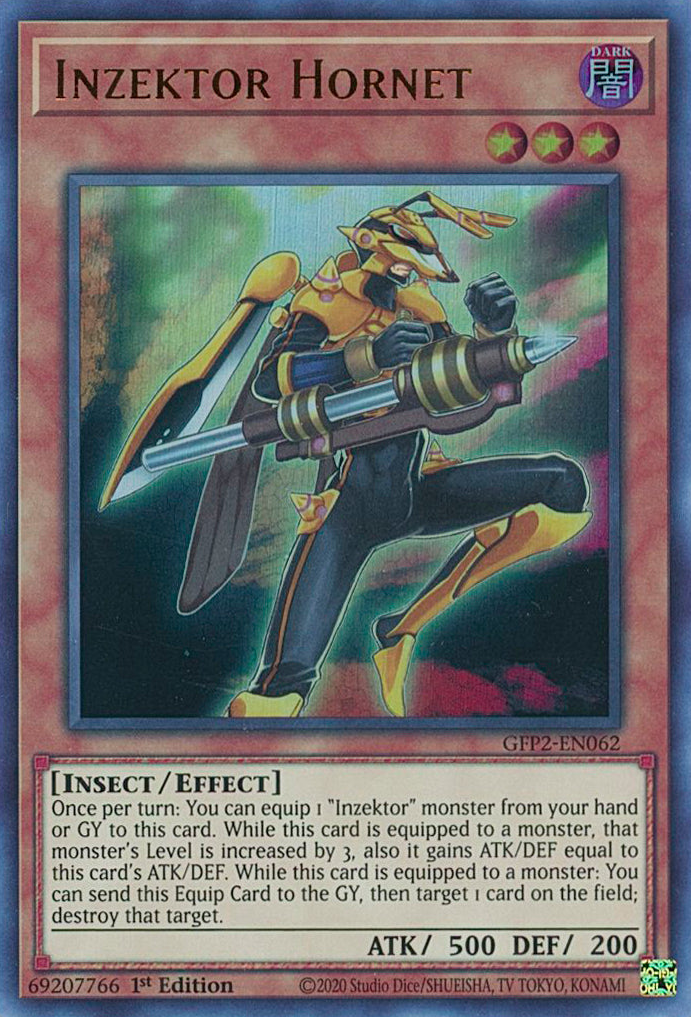 INZEKTOR HORNET
DARK
闇
GFP2-EN062
[INSECT/EFFECT]
Once per turn: You can equip 1 "Inzektor" monster from your hand
or GY to this card. While this card is equipped to a monster, that
monster's Level is increased by 3, also it gains ATK/DEF equal to
this card's ATK/DEF. While this card is equipped to a monster: You
can send this Equip Card to the GY, then target 1 card on the field;
destroy that target.
ATK/ 500 DEF/ 200
69207766 1st Edition ©2020 Studio Dice/SHUEISHA, TV TOKYO, KONAMI